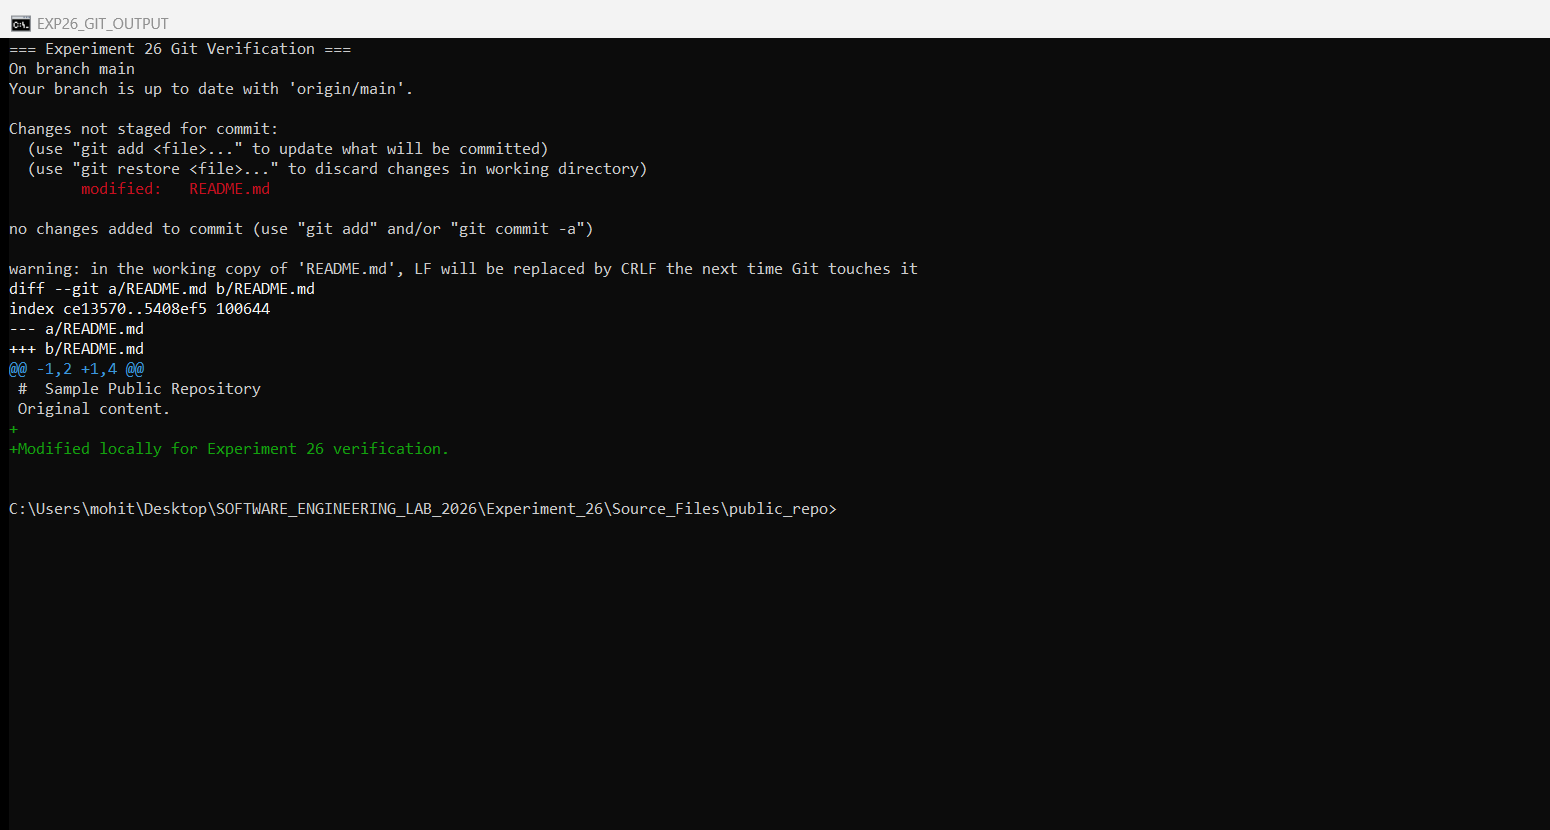 EXP26_GIT_OUTPUT
=== Experiment 26 Git Verification ===
On branch main
Your branch is up to date with 'origin/main'.
Changes not staged for commit:
  (use "git add <file>..." to update what will be committed)
  (use "git restore <file>..." to discard changes in working directory)
        modified:   README.md
no changes added to commit (use "git add" and/or "git commit -a")
warning: in the working copy of 'README.md', LF will be replaced by CRLF the next time Git touches it
diff --git a/README.md b/README.md
index ce13570..5408ef5 100644
--- a/README.md
+++ b/README.md
@@ -1,2 +1,4 @@
 #  Sample Public Repository
 Original content.
+
+Modified locally for Experiment 26 verification.
C:\Users\mohit\Desktop\SOFTWARE_ENGINEERING_LAB_2026\Experiment_26\Source_Files\public_repo>